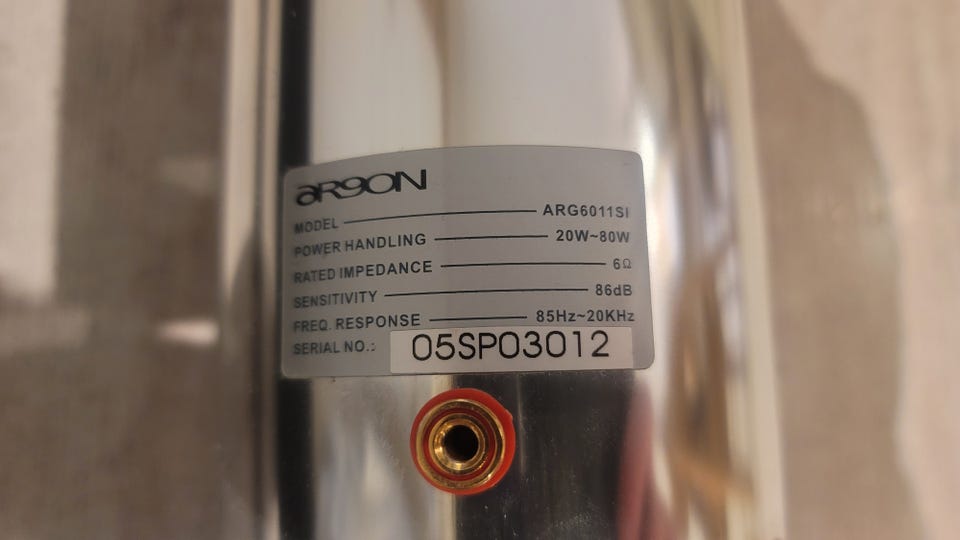 aRGON
MODEL ARG6011SI
POWER HANDLING 20W~80W
RATED IMPEDANCE 6Ω
SENSITIVITY 86dB
FREQ. RESPONSE 85Hz~20KHz
SERIAL NO.: 05SP03012